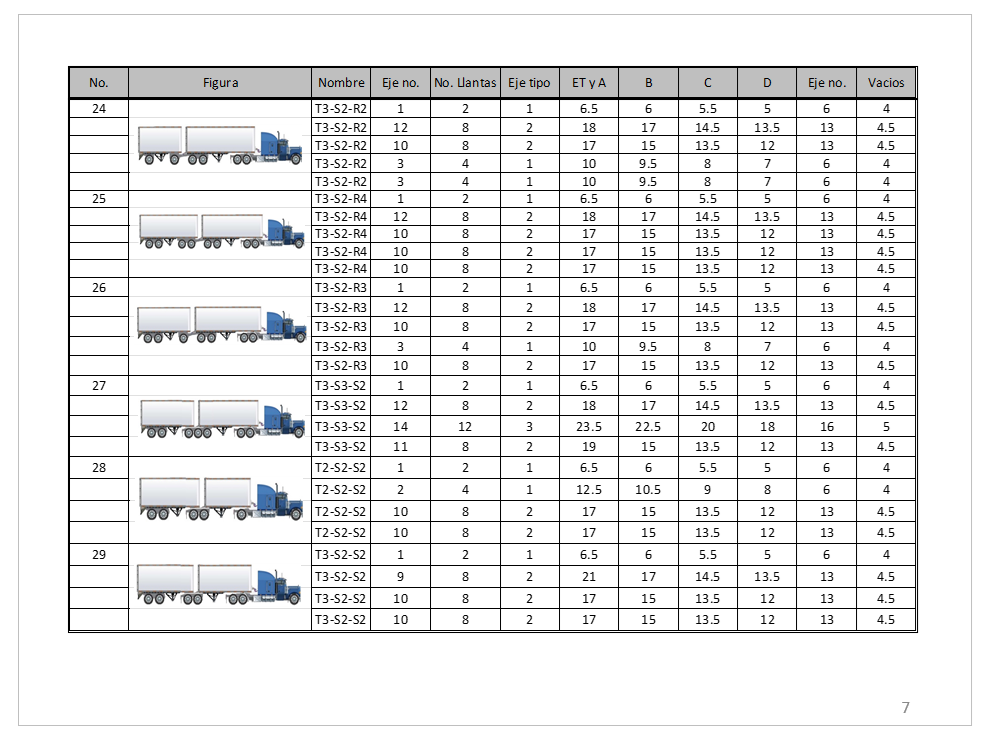 No. Figura Nombre Eje no. No. Llantas Eje tipo ET y A B C D Eje no. Vacios
24 T3-S2-R2 1 2 1 6.5 6 5.5 5 6 4
T3-S2-R2 12 8 2 18 17 14.5 13.5 13 4.5
T3-S2-R2 10 8 2 17 15 13.5 12 13 4.5
T3-S2-R2 3 4 1 10 9.5 8 7 6 4
T3-S2-R2 3 4 1 10 9.5 8 7 6 4
25 T3-S2-R4 1 2 1 6.5 6 5.5 5 6 4
T3-S2-R4 12 8 2 18 17 14.5 13.5 13 4.5
T3-S2-R4 10 8 2 17 15 13.5 12 13 4.5
T3-S2-R4 10 8 2 17 15 13.5 12 13 4.5
T3-S2-R4 10 8 2 17 15 13.5 12 13 4.5
26 T3-S2-R3 1 2 1 6.5 6 5.5 5 6 4
T3-S2-R3 12 8 2 18 17 14.5 13.5 13 4.5
T3-S2-R3 10 8 2 17 15 13.5 12 13 4.5
T3-S2-R3 3 4 1 10 9.5 8 7 6 4
T3-S2-R3 10 8 2 17 15 13.5 12 13 4.5
27 T3-S3-S2 1 2 1 6.5 6 5.5 5 6 4
T3-S3-S2 12 8 2 18 17 14.5 13.5 13 4.5
T3-S3-S2 14 12 3 23.5 22.5 20 18 16 5
T3-S3-S2 11 8 2 19 15 13.5 12 13 4.5
28 T2-S2-S2 1 2 1 6.5 6 5.5 5 6 4
T2-S2-S2 2 4 1 12.5 10.5 9 8 6 4
T2-S2-S2 10 8 2 17 15 13.5 12 13 4.5
T2-S2-S2 10 8 2 17 15 13.5 12 13 4.5
29 T3-S2-S2 1 2 1 6.5 6 5.5 5 6 4
T3-S2-S2 9 8 2 21 17 14.5 13.5 13 4.5
T3-S2-S2 10 8 2 17 15 13.5 12 13 4.5
T3-S2-S2 10 8 2 17 15 13.5 12 13 4.5
7